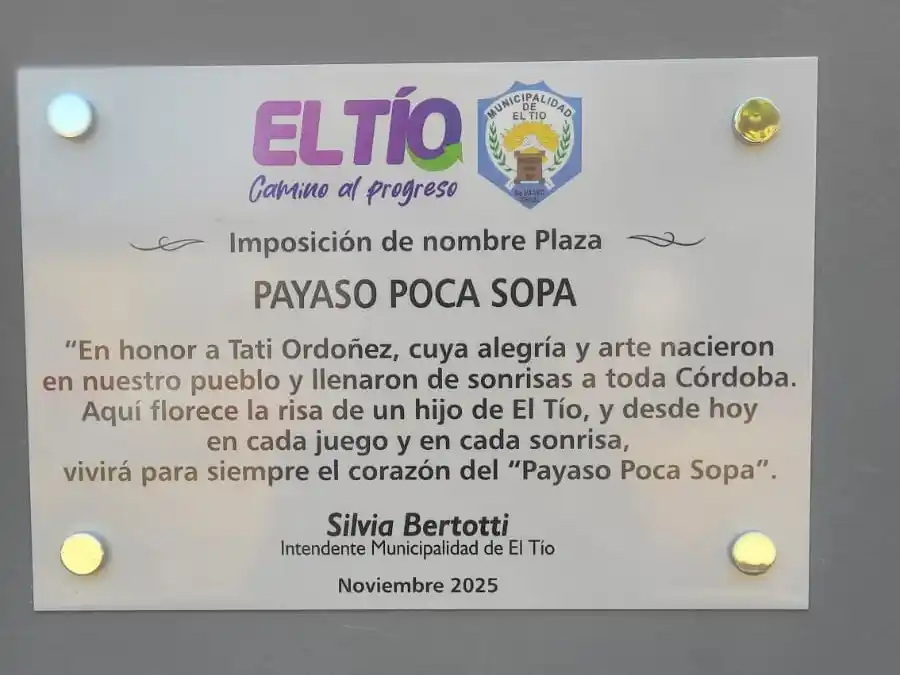 EL TÍO
Camino al progreso
MUNICIPALIDAD
DE
EL TIO
Imposición de nombre Plaza
PAYASO POCA SOPA
“En honor a Tati Ordoñez, cuya alegría y arte nacieron
en nuestro pueblo y llenaron de sonrisas a toda Córdoba.
Aquí florece la risa de un hijo de El Tío, y desde hoy
en cada juego y en cada sonrisa,
vivirá para siempre el corazón del “Payaso Poca Sopa”.
Silvia Bertotti
Intendente Municipalidad de El Tío
Noviembre 2025